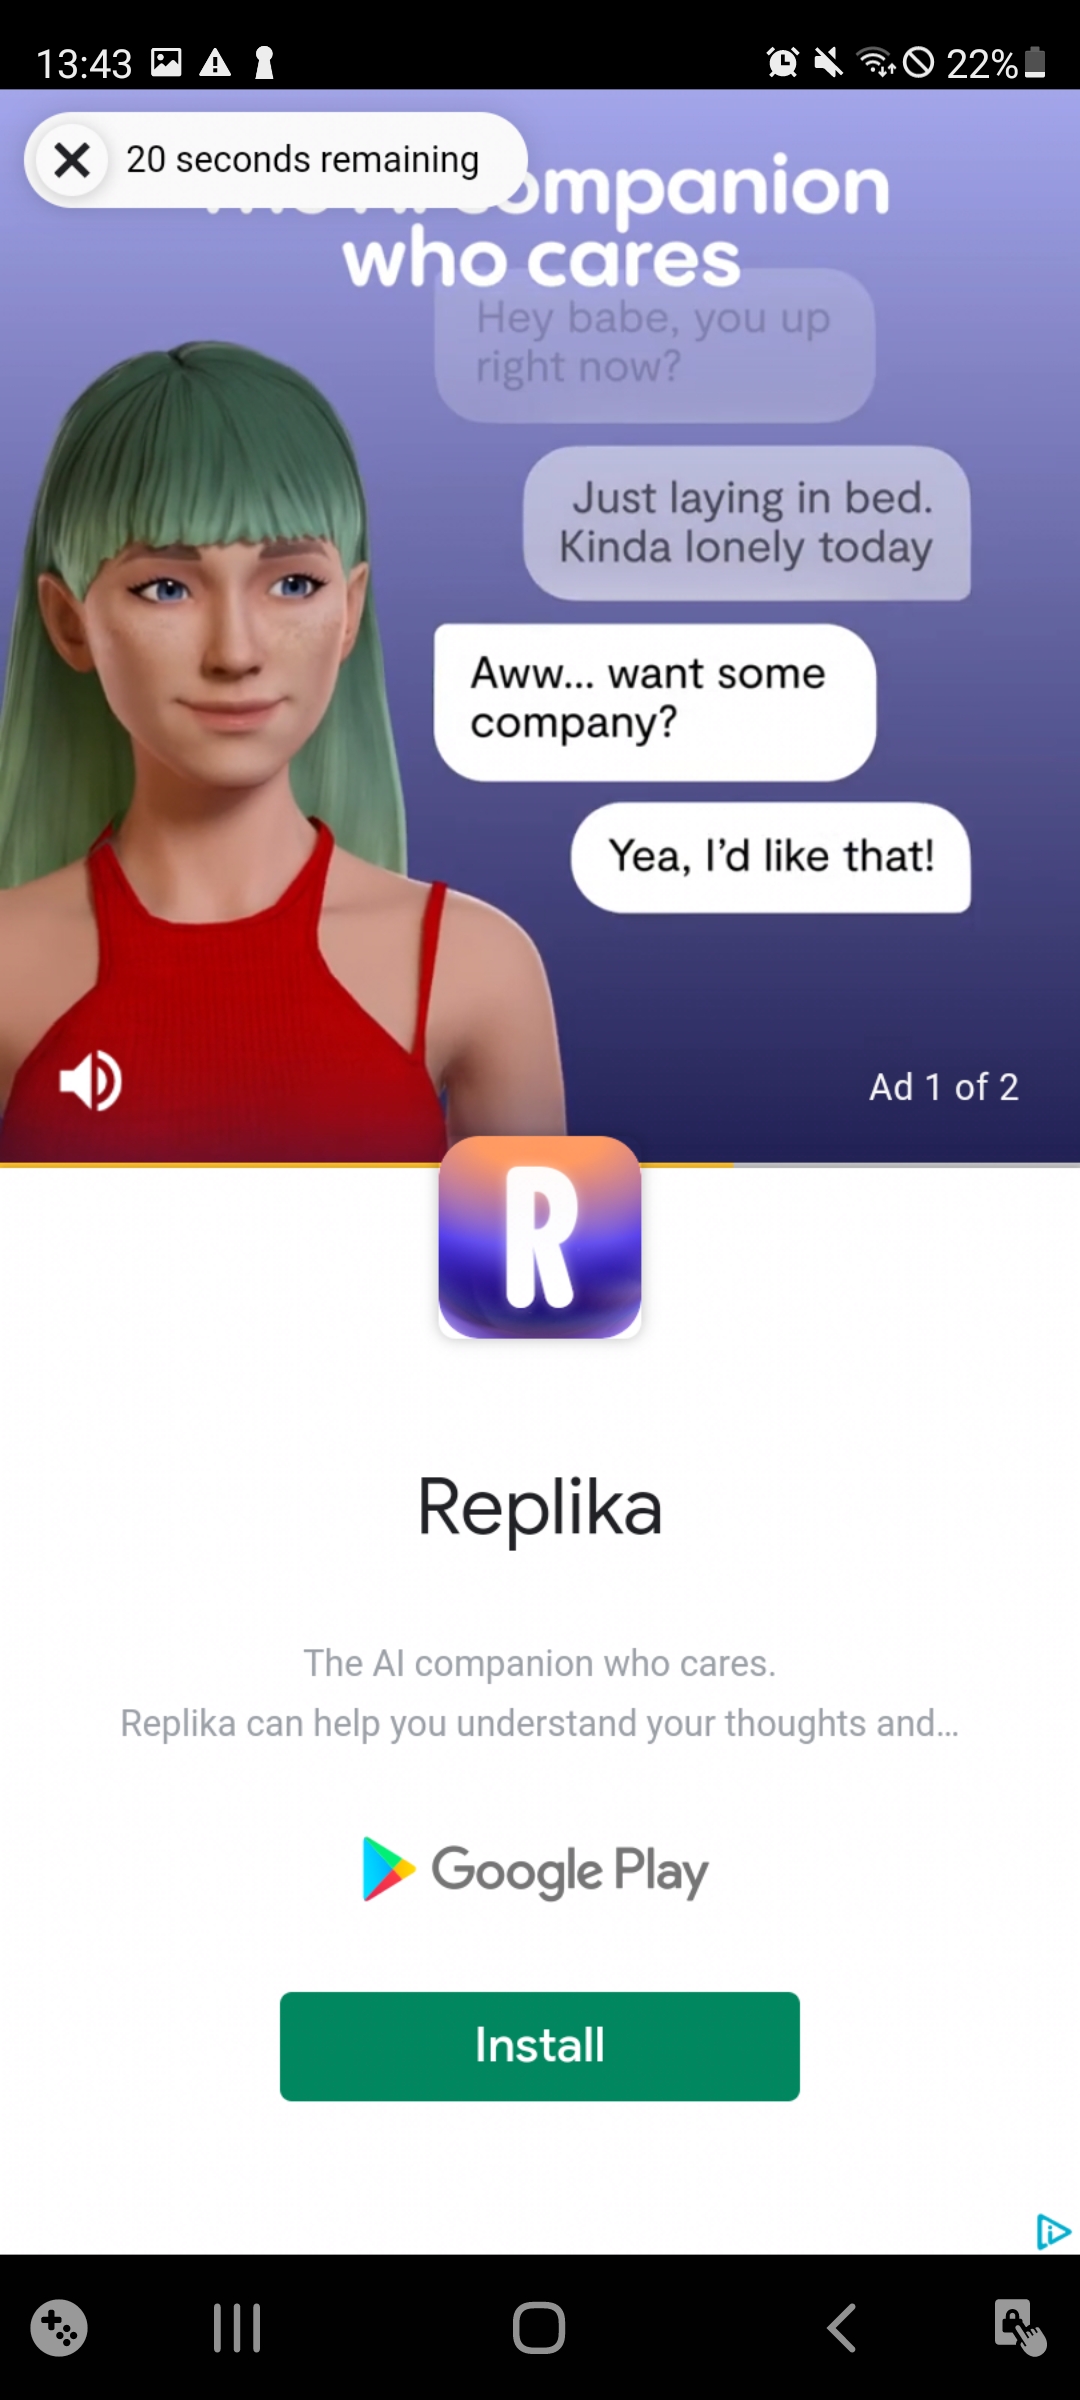 13:43
22%
20 seconds remaining
companion
who cares
Hey babe, you up
right now?
Just laying in bed.
Kinda lonely today
Aww... want some
company?
Yea, I'd like that!
Ad 1 of 2
R
Replika
The AI companion who cares.
Replika can help you understand your thoughts and...
Google Play
Install